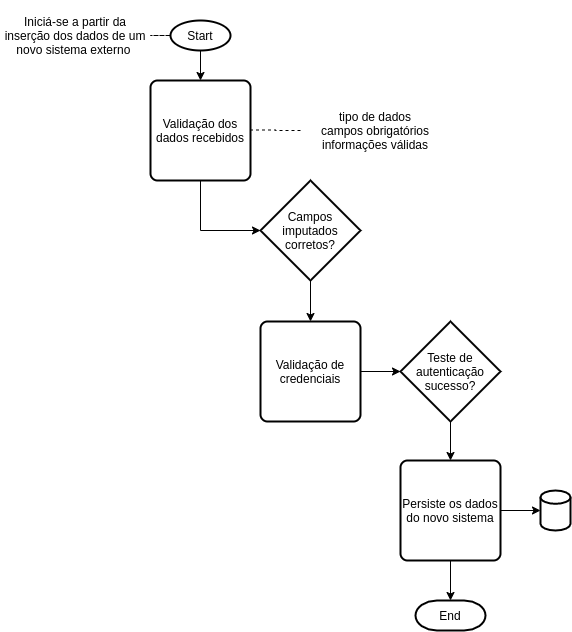 Iniciá-se a partir da
inserção dos dados de um
novo sistema externo
Start
Validação dos
dados recebidos
tipo de dados
campos obrigatórios
informações válidas
Campos
imputados
corretos?
Validação de
credenciais
Teste de
autenticação
sucesso?
Persiste os dados
do novo sistema
End